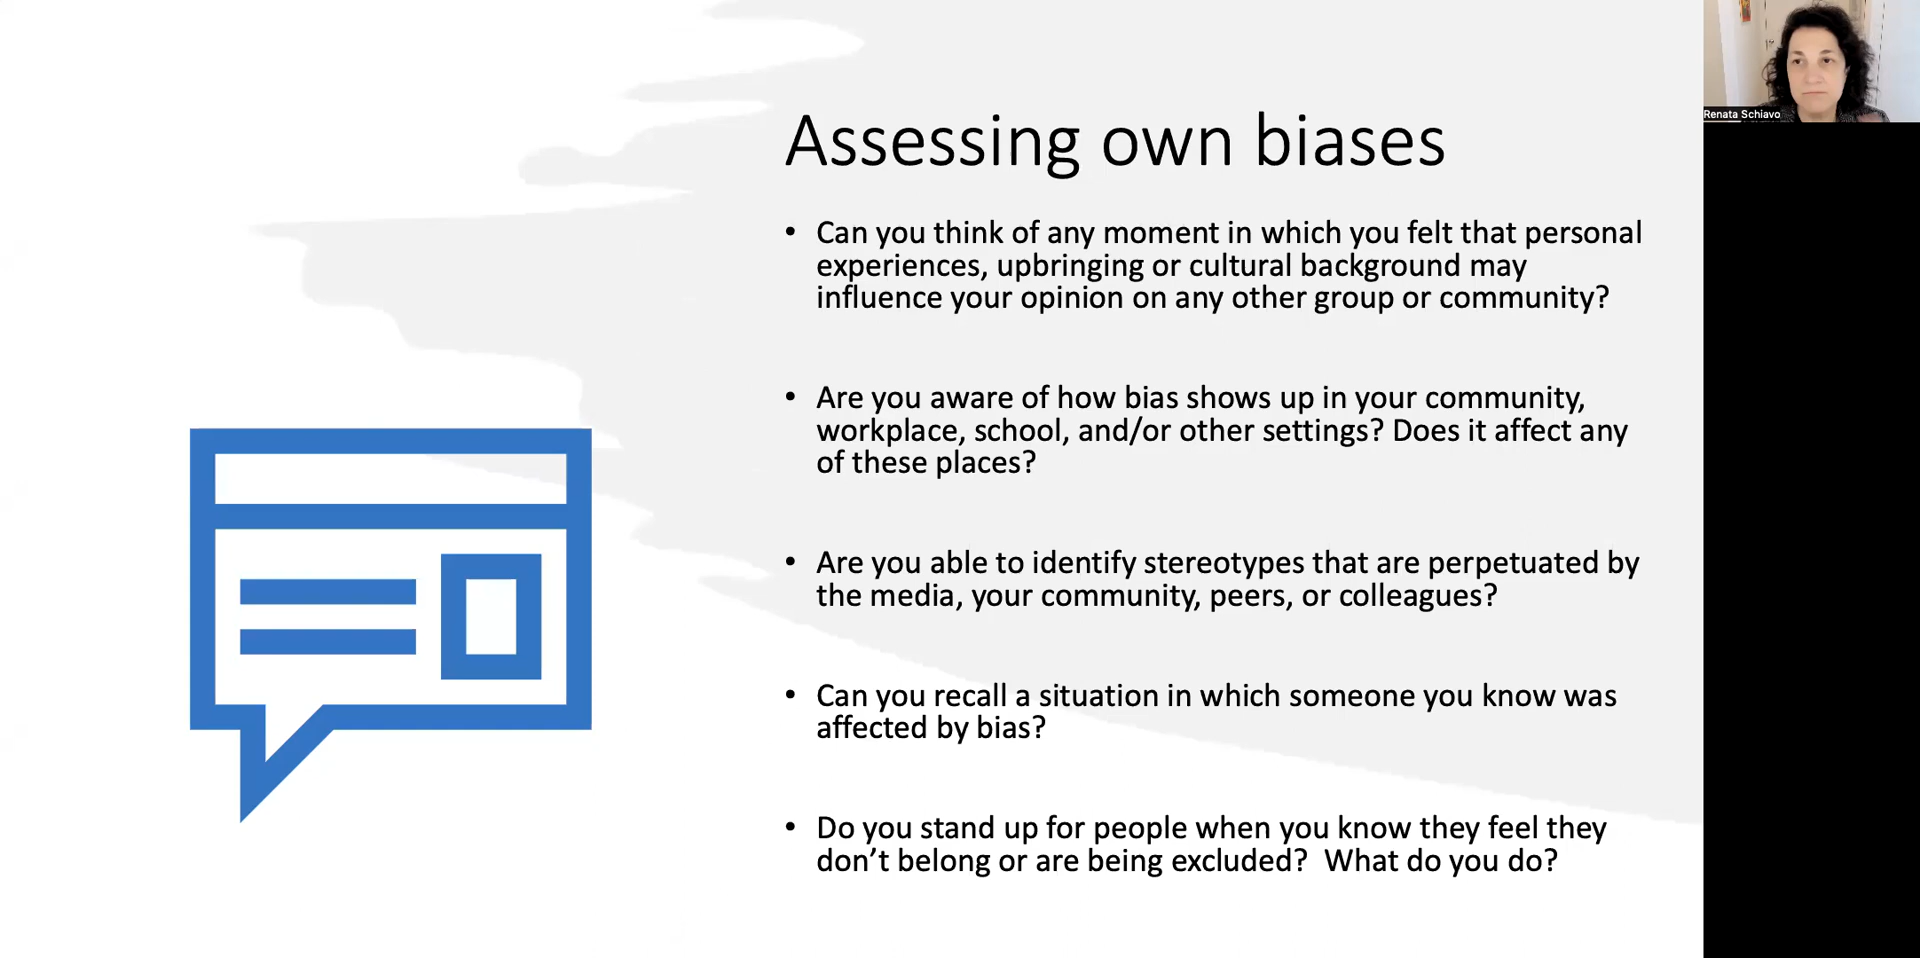 Assessing own biases
• Can you think of any moment in which you felt that personal
experiences, upbringing or cultural background may
influence your opinion on any other group or community?
• Are you aware of how bias shows up in your community,
workplace, school, and/or other settings? Does it affect any
of these places?
• Are you able to identify stereotypes that are perpetuated by
the media, your community, peers, or colleagues?
• Can you recall a situation in which someone you know was
affected by bias?
• Do you stand up for people when you know they feel they
don’t belong or are being excluded?  What do you do?
Renata Schiavo